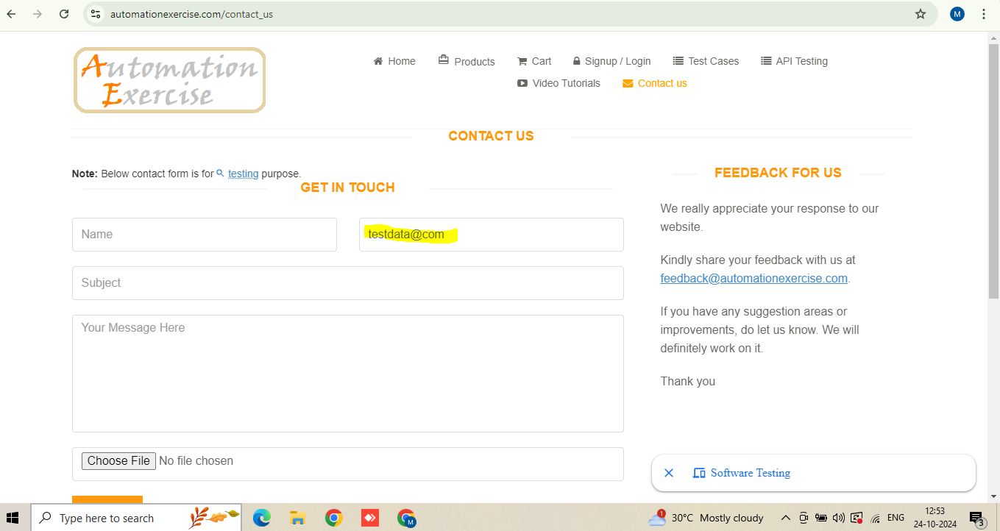 automationexercise.com/contact_us
M
Automation
Exercise
Home
Products
Cart
Signup / Login
Test Cases
API Testing
Video Tutorials
Contact us
CONTACT US
Note: Below contact form is for testing purpose.
GET IN TOUCH
Name
testdata@com
Subject
Your Message Here
Choose File No file chosen
FEEDBACK FOR US
We really appreciate your response to our
website.
Kindly share your feedback with us at
feedback@automationexercise.com.
If you have any suggestion areas or
improvements, do let us know. We will
definitely work on it.
Thank you
Software Testing
Type here to search
M
1
30°C Mostly cloudy
ENG
12:53
24-10-2024
3